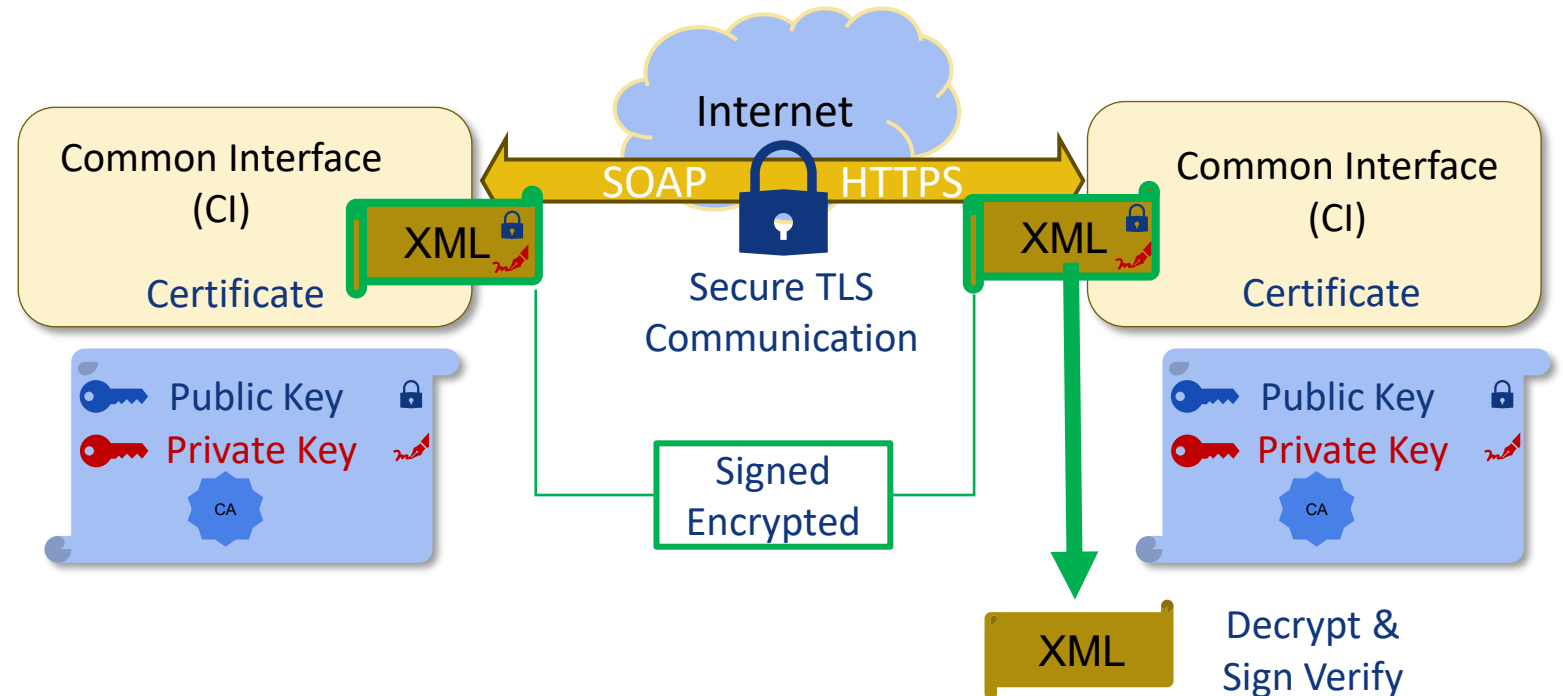 Internet
Common Interface
(CI)
Certificate
SOAP HTTPS
Common Interface
(CI)
Certificate
XML
XML
Secure TLS
Communication
Public Key
Private Key
CA
Public Key
Private Key
CA
Signed
Encrypted
XML
Decrypt &
Sign Verify